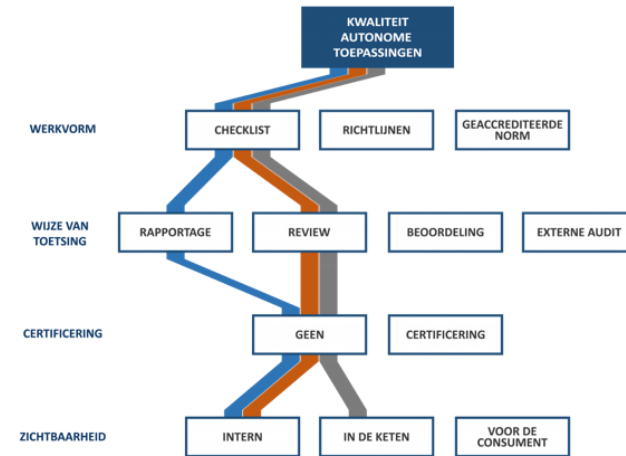 KWALITEIT
AUTONOME
TOEPASSINGEN
WERKVORM
CHECKLIST
RICHTLIJNEN
GEACCREDITEERDE
NORM
WIJZE VAN
TOETSING
RAPPORTAGE
REVIEW
BEOORDELING
EXTERNE AUDIT
CERTIFICERING
GEEN
CERTIFICERING
ZICHTBAARHEID
INTERN
IN DE KETEN
VOOR DE
CONSUMENT